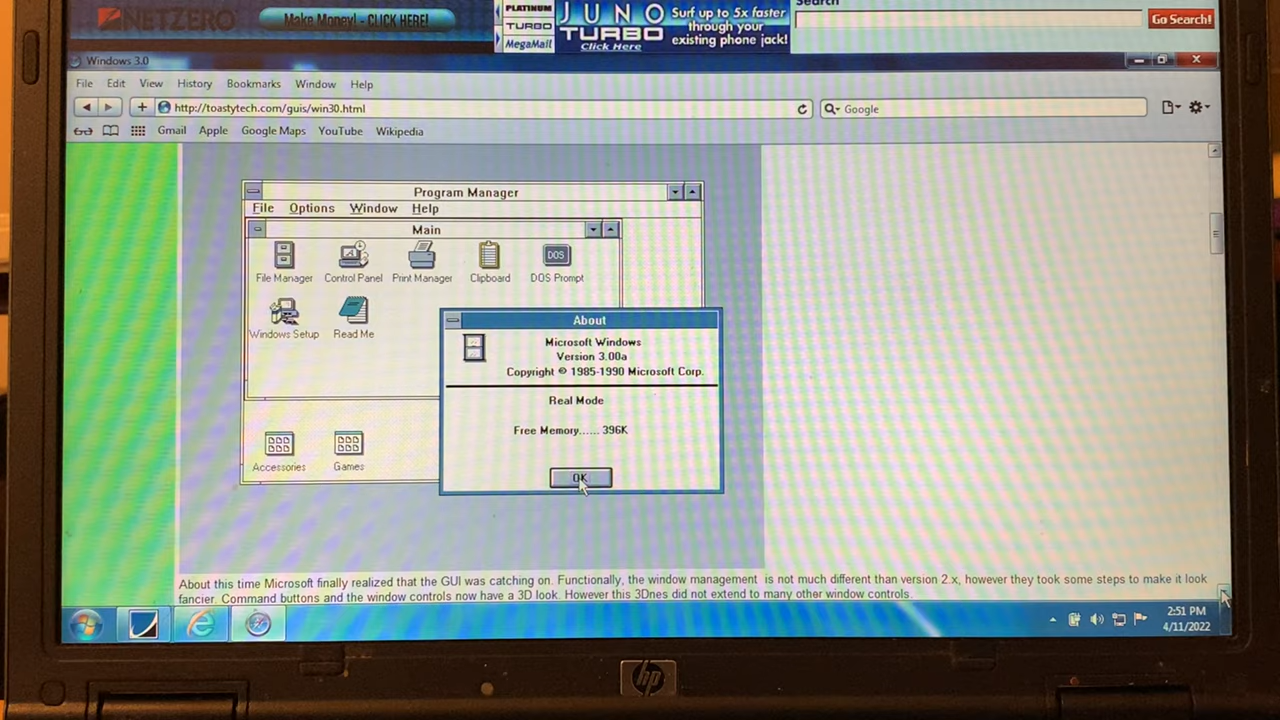 NETZERO
Make Money! - CLICK HERE!
PLATINUM
TURBO
MegaMail
JUNO
TURBO
Click Here
Surf up to 5x faster
through your
existing phone jack!
Search
Go Search!
Windows 3.0
File Edit View History Bookmarks Window Help
http://toastytech.com/guis/win30.html
Google
Gmail Apple Google Maps YouTube Wikipedia
Program Manager
File Options Window Help
Main
File Manager Control Panel Print Manager Clipboard DOS Prompt
DOS
Windows Setup Read Me
About
Microsoft Windows
Version 3.00a
Copyright © 1985-1990 Microsoft Corp.
Real Mode
Free Memory...... 396K
OK
Accessories Games
About this time Microsoft finally realized that the GUI was catching on. Functionally, the window management is not much different than version 2.x, however they took some steps to make it look
fancier. Command buttons and the window controls now have a 3D look. However this 3Dnes did not extend to many other window controls.
2:51 PM
4/11/2022
hp